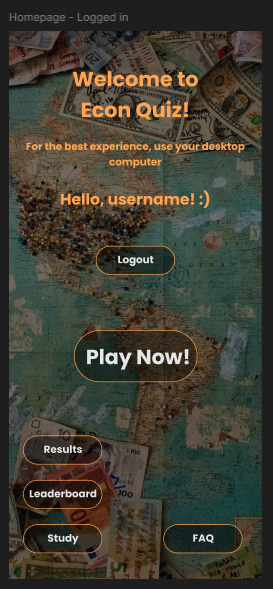 Homepage - Logged in
Welcome to
Econ Quiz!
For the best experience, use your desktop
computer
Hello, username! :)
Logout
Play Now!
Results
Leaderboard
Study
FAQ